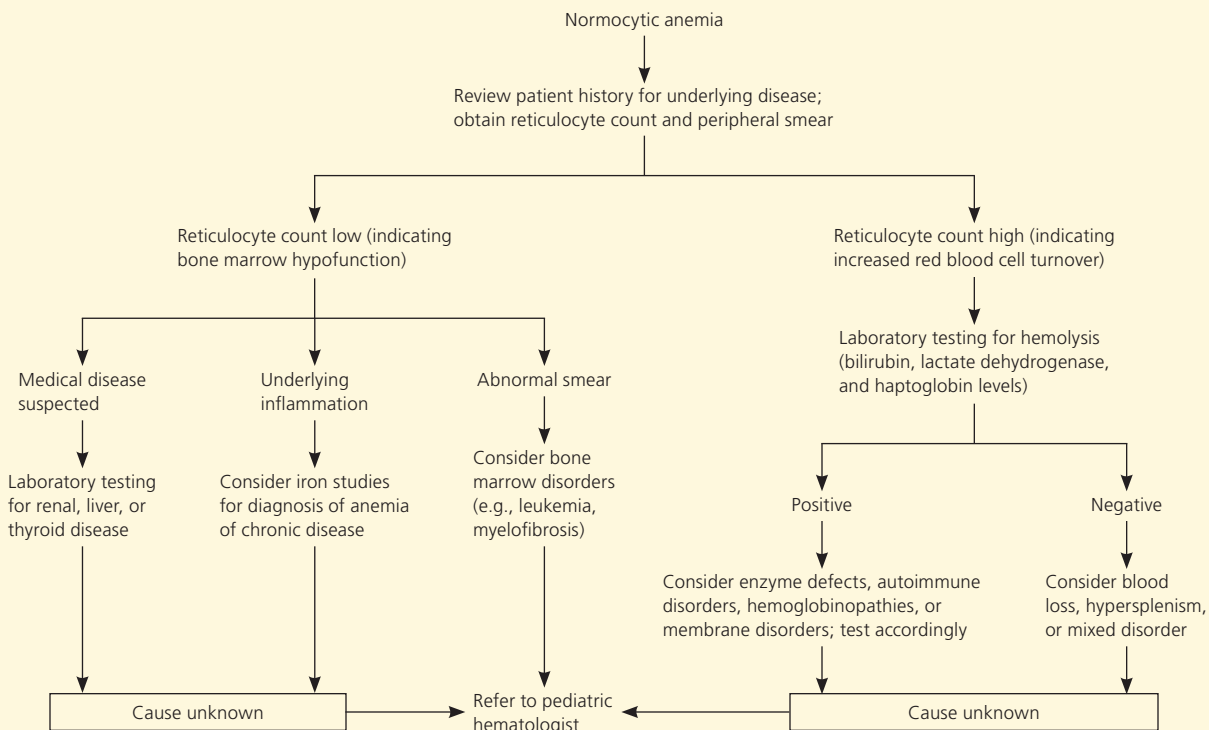 Normocytic anemia
Review patient history for underlying disease;
obtain reticulocyte count and peripheral smear
Reticulocyte count low (indicating
bone marrow hypofunction)
Reticulocyte count high (indicating
increased red blood cell turnover)
Laboratory testing for hemolysis
(bilirubin, lactate dehydrogenase,
and haptoglobin levels)
Medical disease
suspected
Underlying
inflammation
Abnormal smear
Laboratory testing
for renal, liver, or
thyroid disease
Consider iron studies
for diagnosis of anemia
of chronic disease
Consider bone
marrow disorders
(e.g., leukemia,
myelofibrosis)
Positive
Negative
Consider enzyme defects, autoimmune
disorders, hemoglobinopathies, or
membrane disorders; test accordingly
Consider blood
loss, hypersplenism,
or mixed disorder
Cause unknown
Refer to pediatric
hematologist
Cause unknown